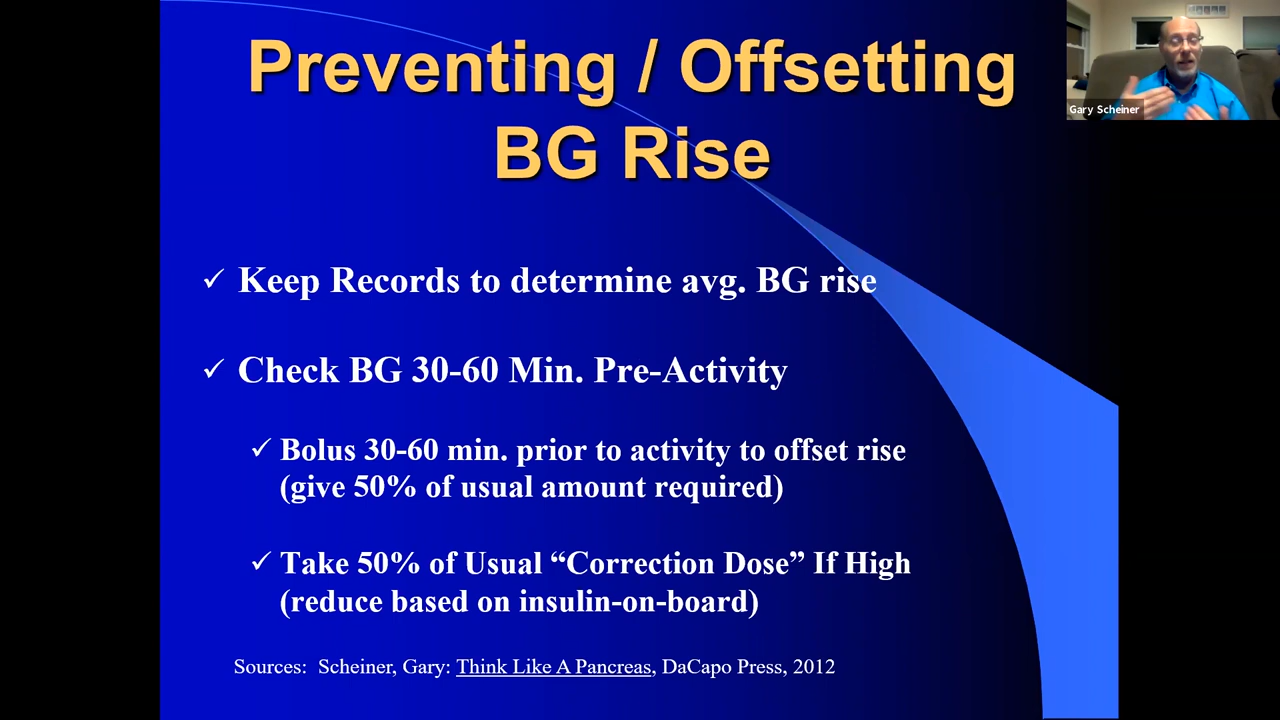 Preventing / Offsetting
BG Rise
Gary Scheiner
✓ Keep Records to determine avg. BG rise
✓ Check BG 30-60 Min. Pre-Activity
✓ Bolus 30-60 min. prior to activity to offset rise
(give 50% of usual amount required)
✓ Take 50% of Usual “Correction Dose” If High
(reduce based on insulin-on-board)
Sources: Scheiner, Gary: Think Like A Pancreas, DaCapo Press, 2012